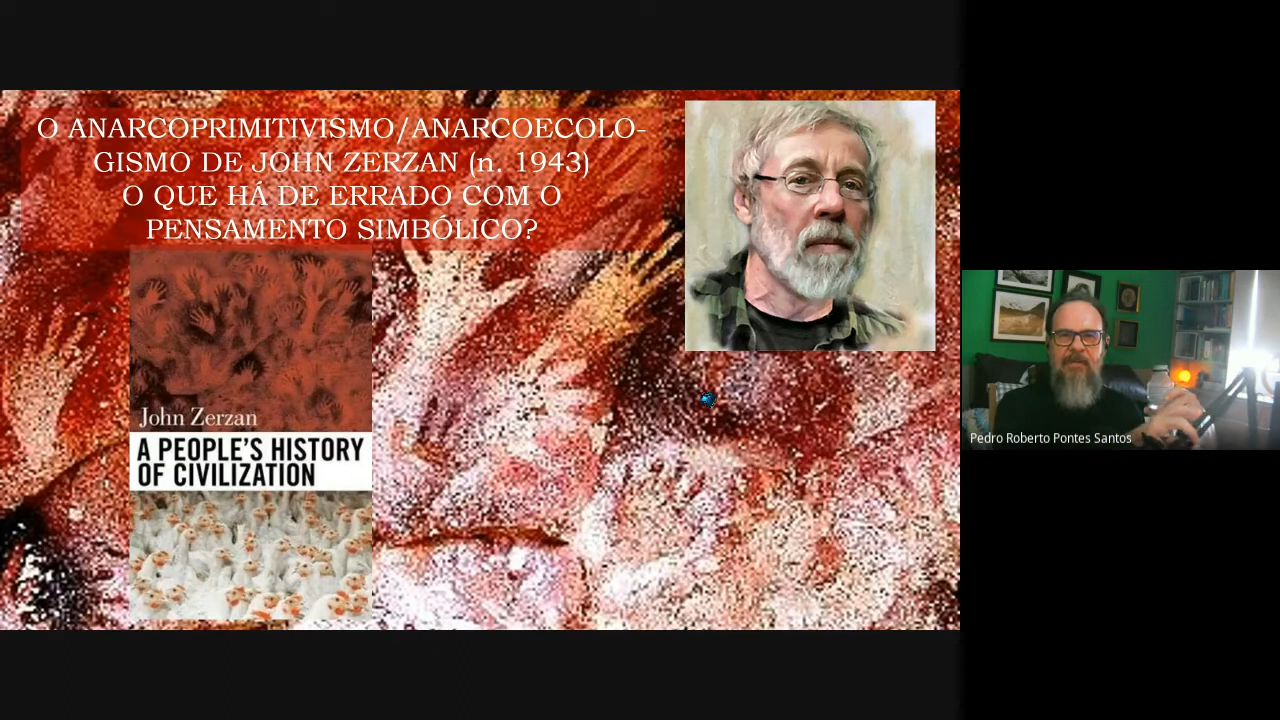 O ANARCOPRIMITIVISMO/ANARCOECOLO-
GISMO DE JOHN ZERZAN (n. 1943)
O QUE HÁ DE ERRADO COM O
PENSAMENTO SIMBÓLICO?
John Zerzan
A PEOPLE'S HISTORY
OF CIVILIZATION
Pedro Roberto Pontes Santos